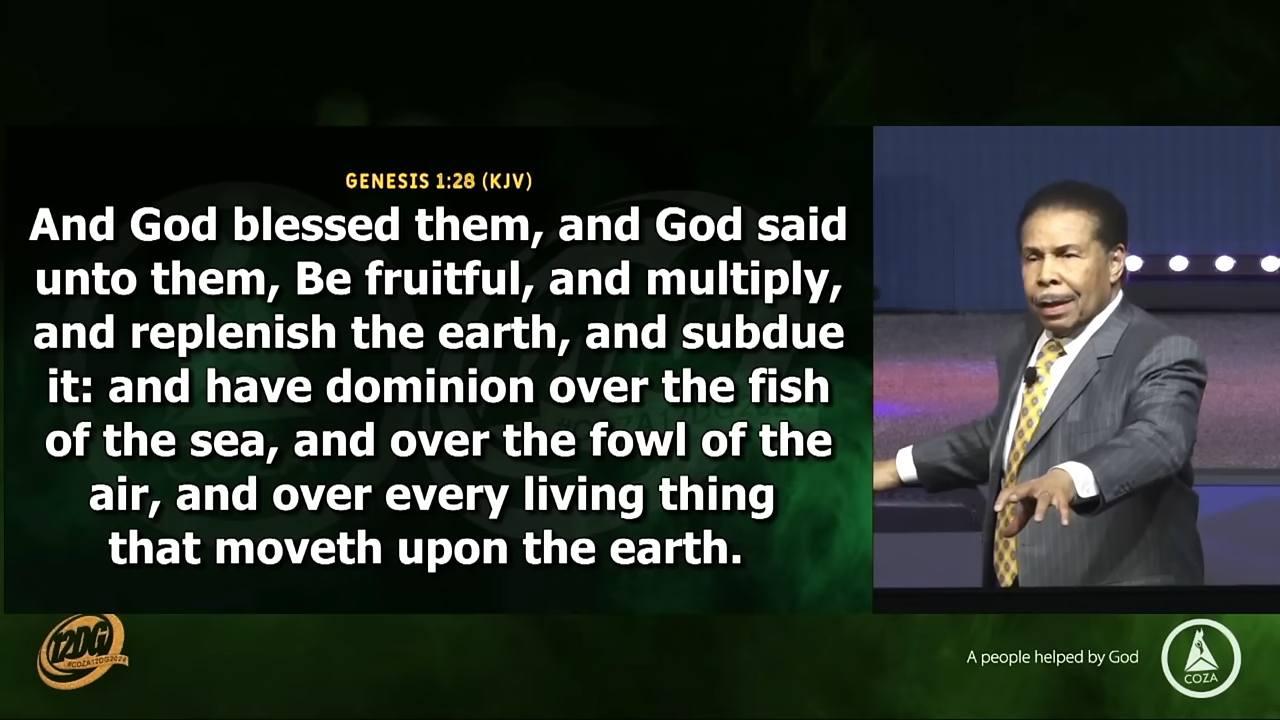 GENESIS 1:28 (KJV)
And God blessed them, and God said
unto them, Be fruitful, and multiply,
and replenish the earth, and subdue
it: and have dominion over the fish
of the sea, and over the fowl of the
air, and over every living thing
that moveth upon the earth.
12DG
A people helped by God
COZA